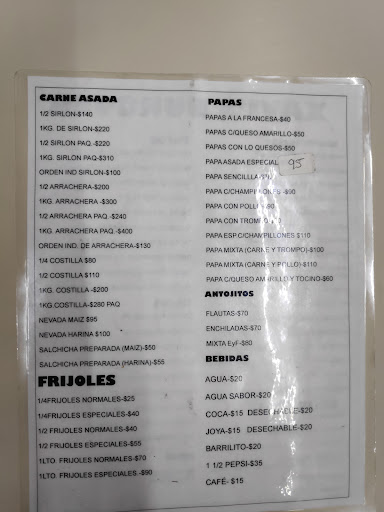 CARNE ASADA
1/2 SIRLON-$140
1KG. DE SIRLON-$220
1/2 SIRLON PAQ.-$220
1KG. SIRLON PAQ-$310
ORDEN IND SIRLON-$100
1/2 ARRACHERA-$200
1KG. ARRACHERA -$300
1/2 ARRACHERA PAQ -$240
1KG. ARRACHERA PAQ -$400
ORDEN IND. DE ARRACHERA-$130
1/4 COSTILLA $80
1/2 COSTILLA $110
1KG. COSTILLA -$200
1KG.COSTILLA-$280 PAQ
NEVADA MAIZ $95
NEVADA HARINA $100
SALCHICHA PREPARADA (MAIZ)-$50
SALCHICHA PREPARADA (HARINA)-$55
FRIJOLES
1/4FRIJOLES NORMALES-$25
1/4FRIJOLES ESPECIALES-$40
1/2 FRIJOLES NORMALES-$40
1/2 FRIJOLES ESPECIALES-$55
1LTO. FRIJOLES NORMALES-$70
1LTO. FRIJOLES ESPECIALES -$90
PAPAS
PAPAS A LA FRANCESA-$40
PAPAS C/QUESO AMARILLO-$50
PAPAS CON LO QUESOS-$50
PAPA ASADA ESPECIAL 95
PAPA SENCILLLA
PAPA C/CHAMPIÑONES -$90
PAPA CON POLLO
PAPA CON TROMPO
PAPA ESP C/CHAMPILLONES $110
PAPA MIXTA (CARNE Y TROMPO)-$100
PAPA MIXTA (CARNE Y POLLO)-$110
PAPA C/QUESO AMARILLO Y TOCINO-$60
ANTOJITOS
FLAUTAS-$70
ENCHILADAS-$70
MIXTA EyF-$80
BEBIDAS
AGUA-$20
AGUA SABOR-$20
COCA-$15 DESECHABLE-$20
JOYA-$15 DESECHABLE-$20
BARRILITO-$20
1 1/2 PEPSI-$35
CAFÉ- $15